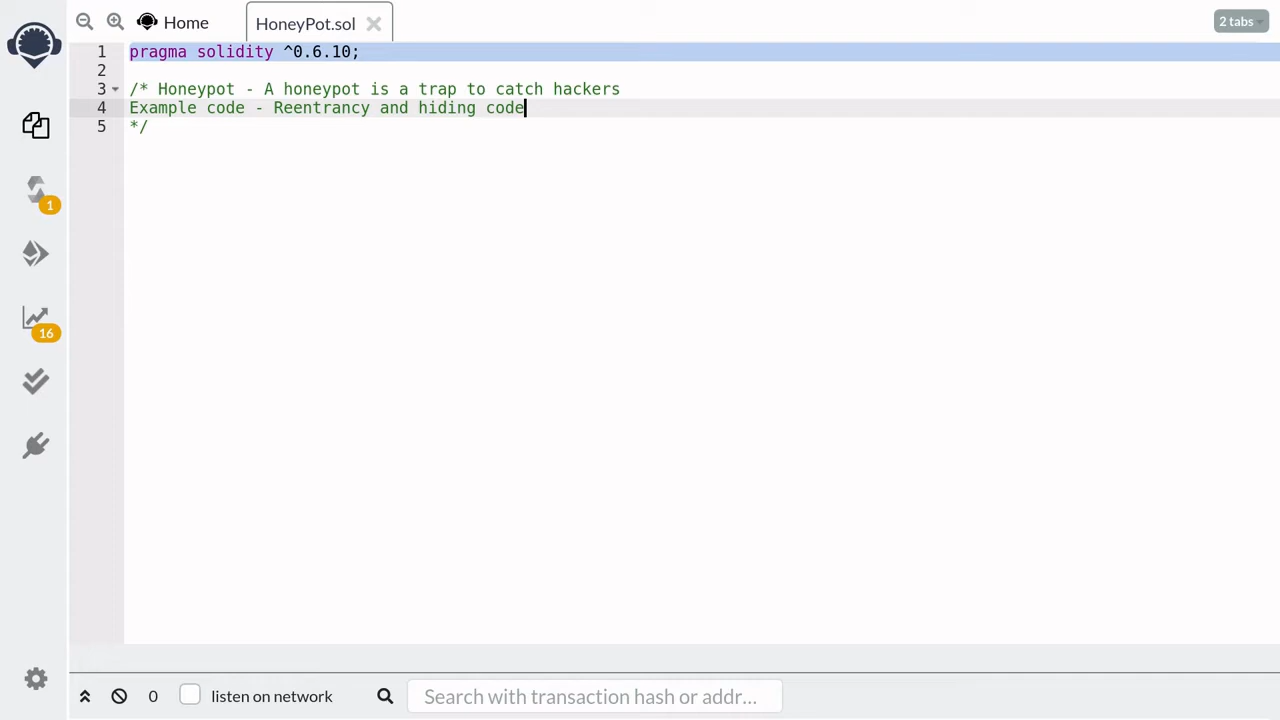 Home
HoneyPot.sol
2 tabs
1 pragma solidity ^0.6.10;
2
3 /* Honeypot - A honeypot is a trap to catch hackers
4 Example code - Reentrancy and hiding code
5 */
1
16
0
listen on network
Search with transaction hash or addr...